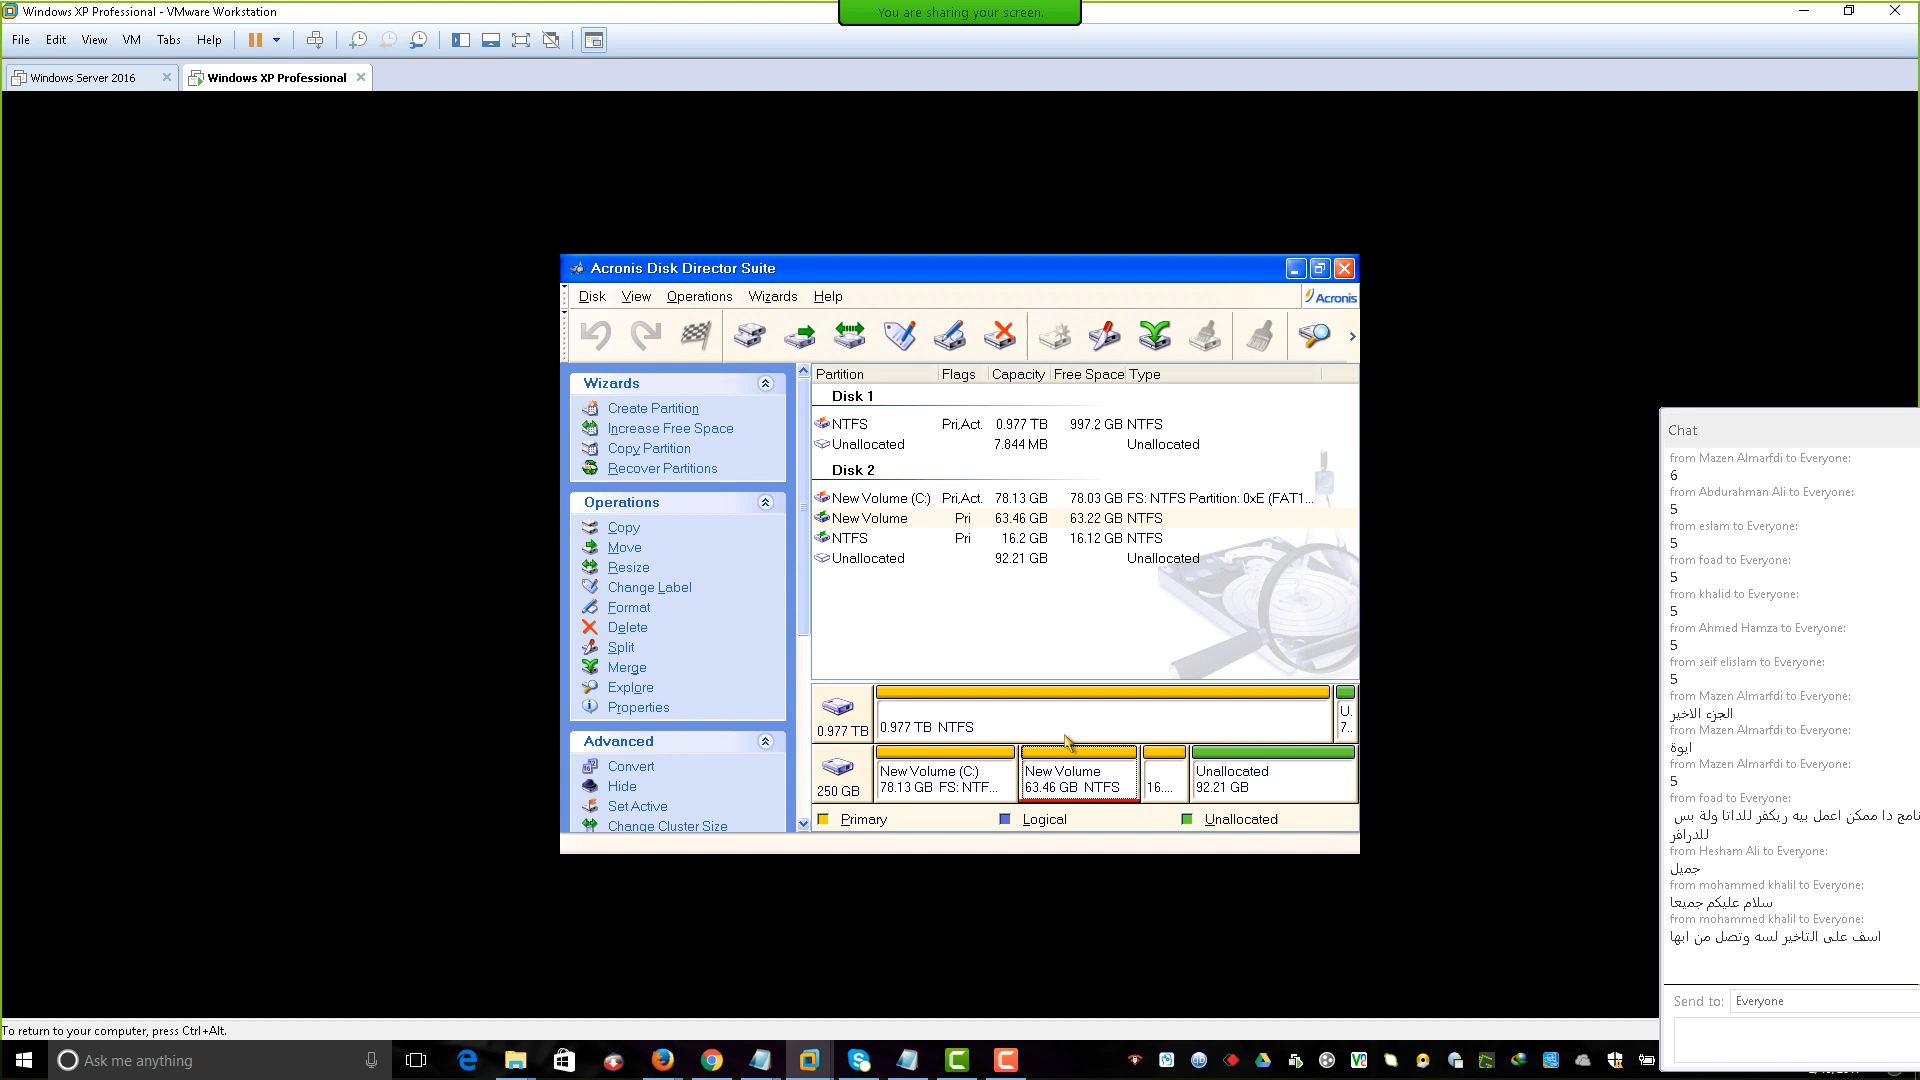 Windows XP Professional - VMware Workstation
You are sharing your screen.
File Edit View VM Tabs Help
Windows Server 2016
Windows XP Professional
Acronis Disk Director Suite
Disk View Operations Wizards Help
Acronis
Wizards
Create Partition
Increase Free Space
Copy Partition
Recover Partitions
Operations
Copy
Move
Resize
Change Label
Format
Delete
Split
Merge
Explore
Properties
Advanced
Convert
Hide
Set Active
Change Cluster Size
Partition Flags Capacity Free Space Type
Disk 1
NTFS Pri,Act. 0.977 TB 997.2 GB NTFS
Unallocated 7.844 MB Unallocated
Disk 2
New Volume (C:) Pri,Act. 78.13 GB 78.03 GB FS: NTFS Partition: 0xE (FAT1...
New Volume Pri 63.46 GB 63.22 GB NTFS
NTFS Pri 16.2 GB 16.12 GB NTFS
Unallocated 92.21 GB Unallocated
0.977 TB
0.977 TB NTFS
U.
7..
250 GB
New Volume (C:)
78.13 GB FS: NTF...
New Volume
63.46 GB NTFS
16....
Unallocated
92.21 GB
Primary Logical Unallocated
Chat
from Mazen Almarfdi to Everyone:
6
from Abdurahman Ali to Everyone:
5
from eslam to Everyone:
5
from foad to Everyone:
5
from khalid to Everyone:
5
from Ahmed Hamza to Everyone:
5
from seif elislam to Everyone:
5
from Mazen Almarfdi to Everyone:
الجزء الاخير
from Mazen Almarfdi to Everyone:
ايوة
from Mazen Almarfdi to Everyone:
5
from foad to Everyone:
دا ممكن اعمل بيه ريكفر للداتا ولة بس
للدرافر
from Hesham Ali to Everyone:
جميل
from mohammed khalil to Everyone:
سلام عليكم جميعا
from mohammed khalil to Everyone:
اسف على التاخير لسه وتصل من ابها
Send to: Everyone
To return to your computer, press Ctrl+Alt.
Ask me anything